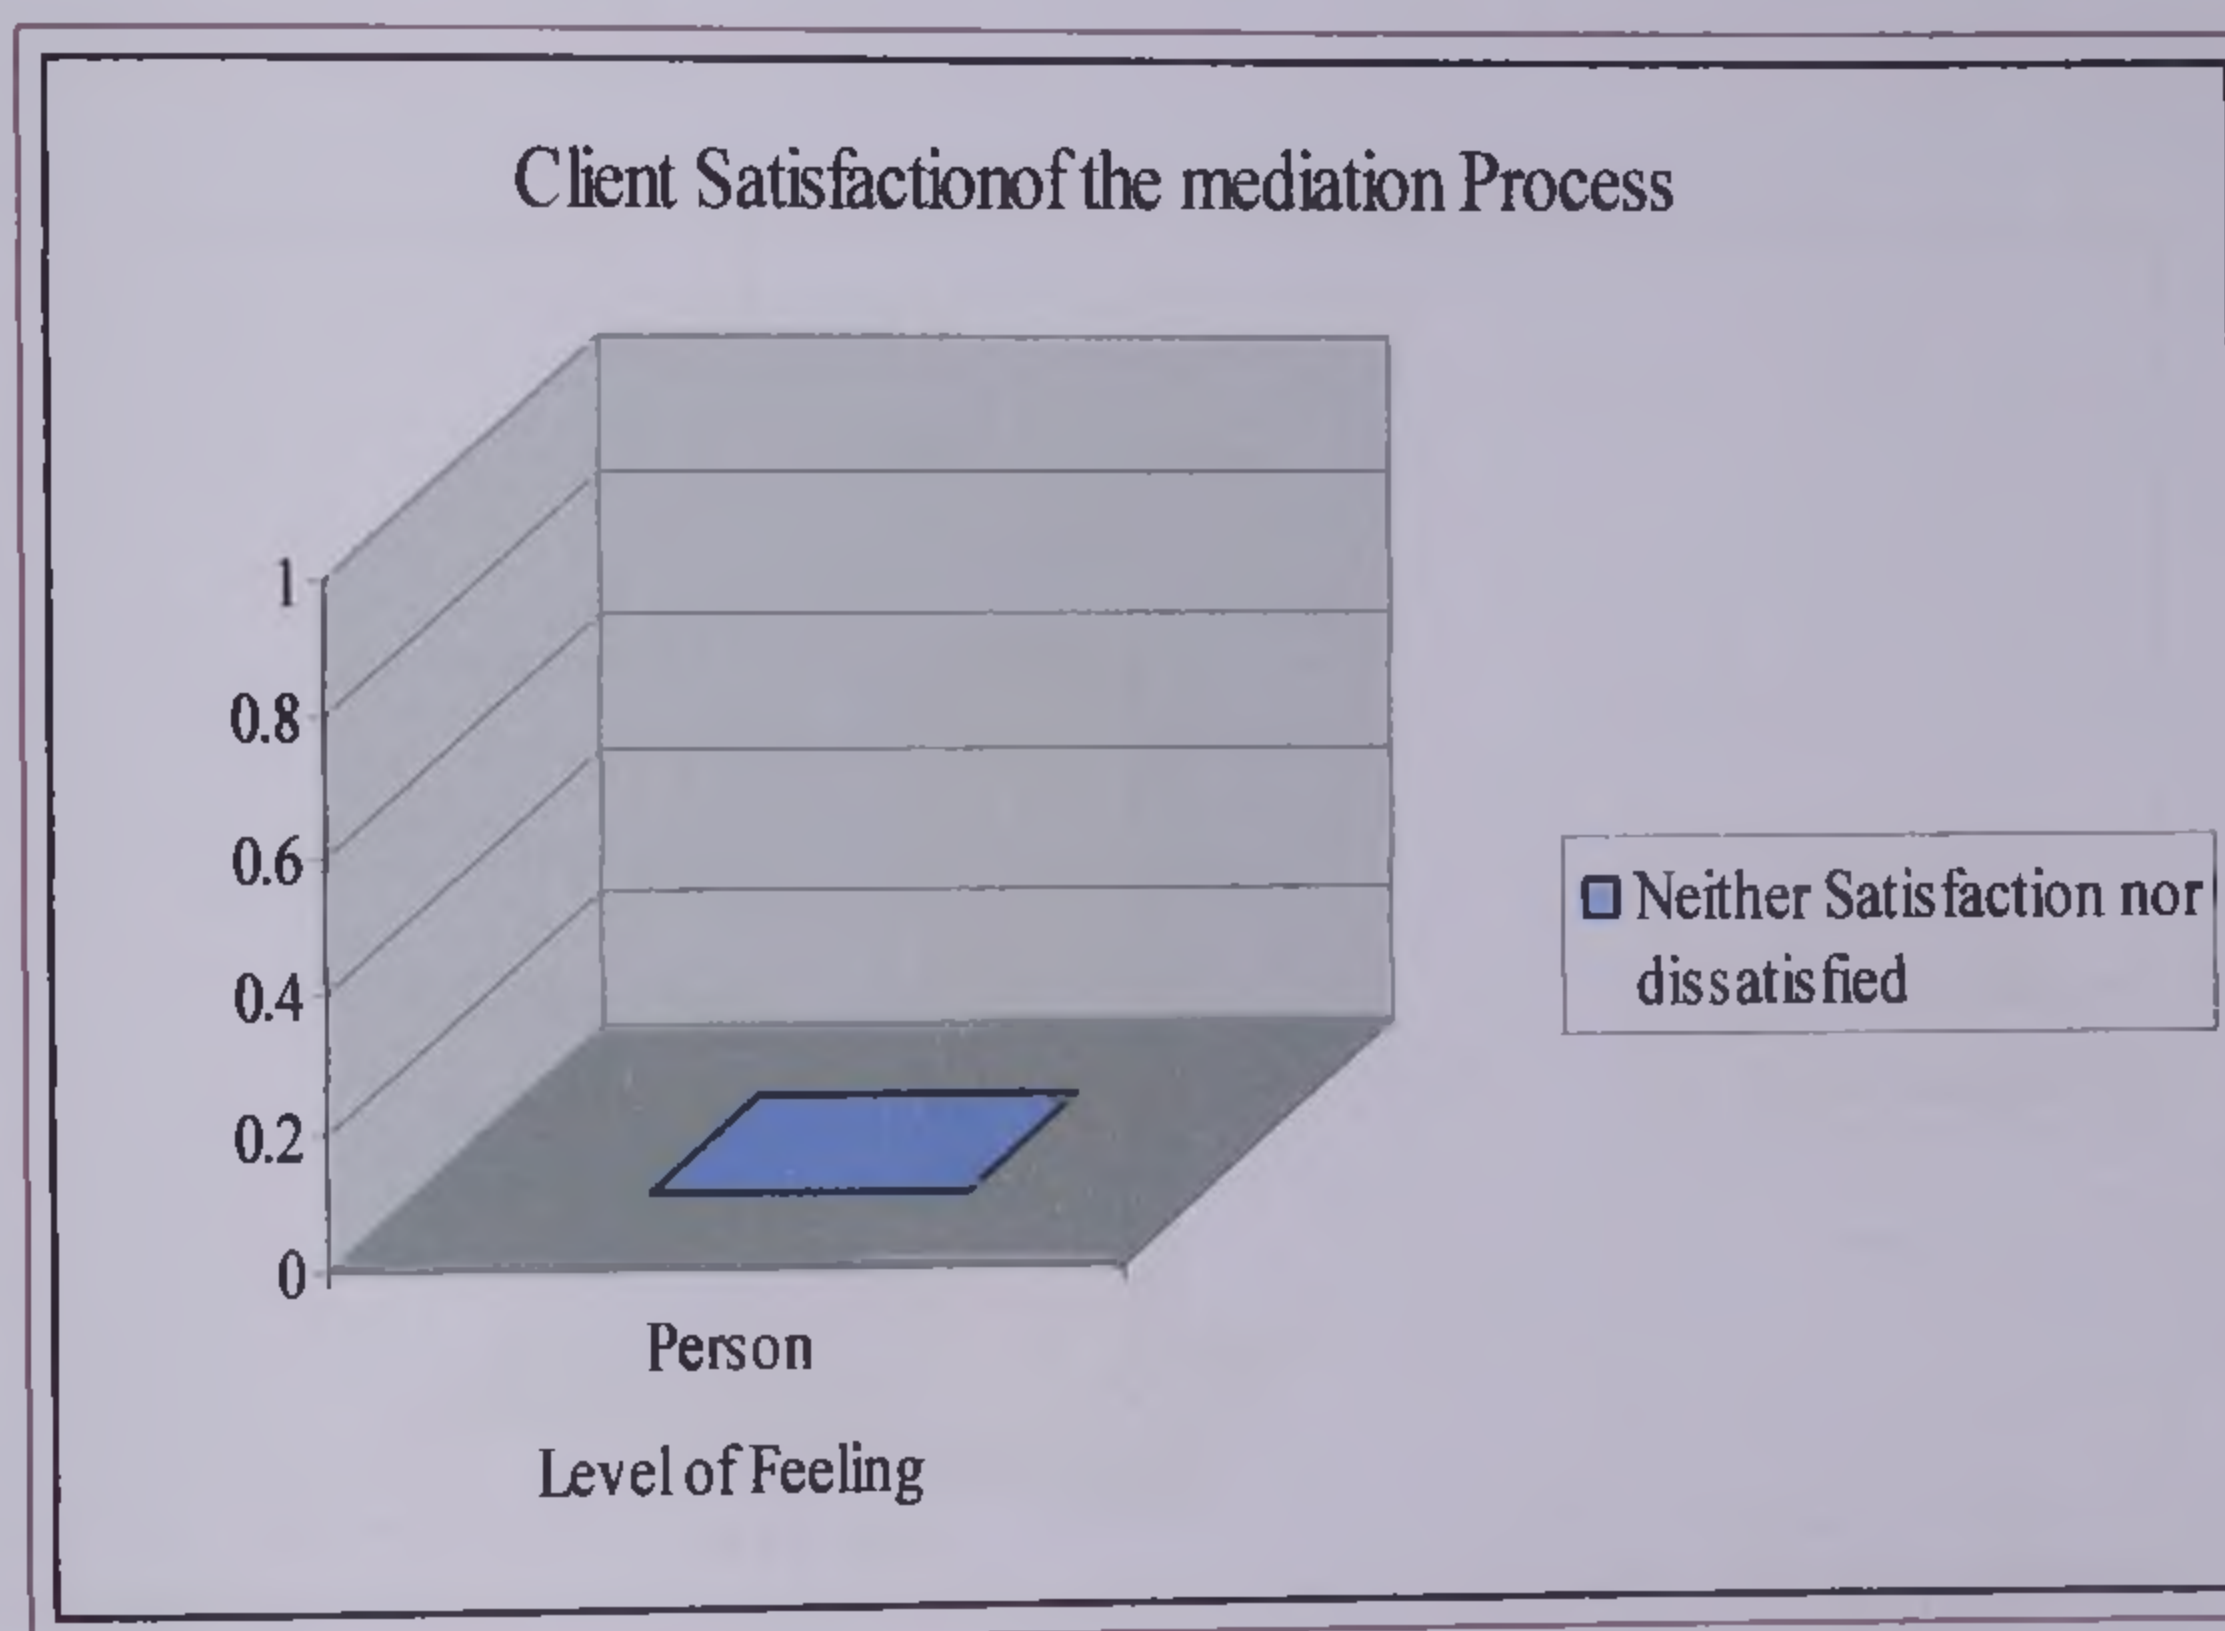 Client Satisfactionof the mediation Process
1
0.8
0.6
0.4
0.2
0
Neither Satisfaction nor
dissatisfied
Person
Level of Feeling